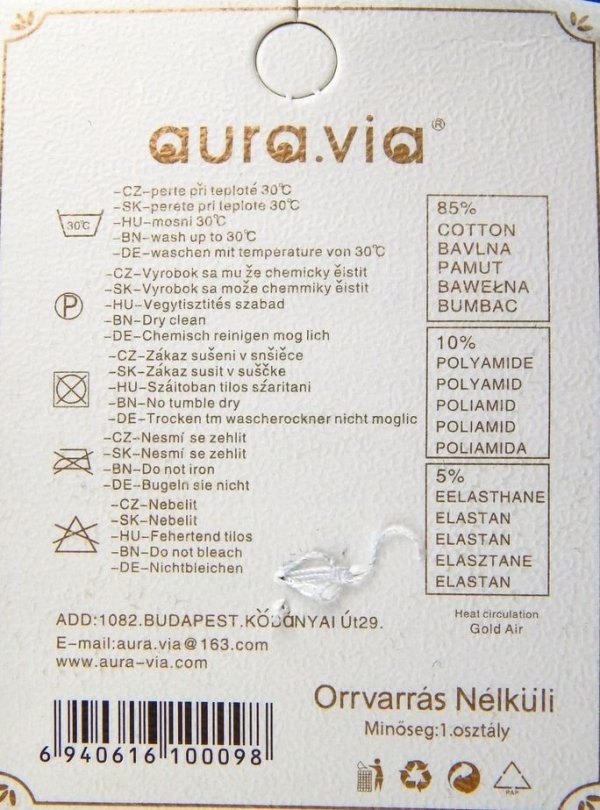 aura.via®
30℃
-CZ-perte při teplotě 30℃
-SK-perete pri teplote 30℃
-HU-mosni 30℃
-BN-wash up to 30℃
-DE-waschen mit temperature von 30℃
P
-CZ-Vyrobok sa mu že chemicky ěistit
-SK-Vyrobok sa može chemmiky ěistit
-HU-Vegytisztités szabad
-BN-Dry clean
-DE-Chemisch reinigen mog lich
-CZ-Zákaz sušeni v snšiěce
-SK-Zákaz susit v suščke
-HU-Száitoban tilos száritani
-BN-No tumble dry
-DE-Trocken tm wascherockner nicht moglic
-CZ-Nesmí se zehlit
-SK-Nesmí se zehlit
-BN-Do not iron
-DE-Bugeln sie nicht
-CZ-Nebelit
-SK-Nebelit
-HU-Fehertend tilos
-BN-Do not bleach
-DE-Nichtbleichen
85%
COTTON
BAVLNA
PAMUT
BAWEŁNA
BUMBAC
10%
POLYAMIDE
POLYAMID
POLIAMID
POLIAMID
POLIAMIDA
5%
EELASTHANE
ELASTAN
ELASTAN
ELASZTANE
ELASTAN
Heat circulation
Gold Air
ADD:1082.BUDAPEST. Út29.
E-mail:aura.via@163.com
www.aura-via.com
6 940616 100098
Orrvarrás Nélküli
Minőseg:1.osztály
PAP